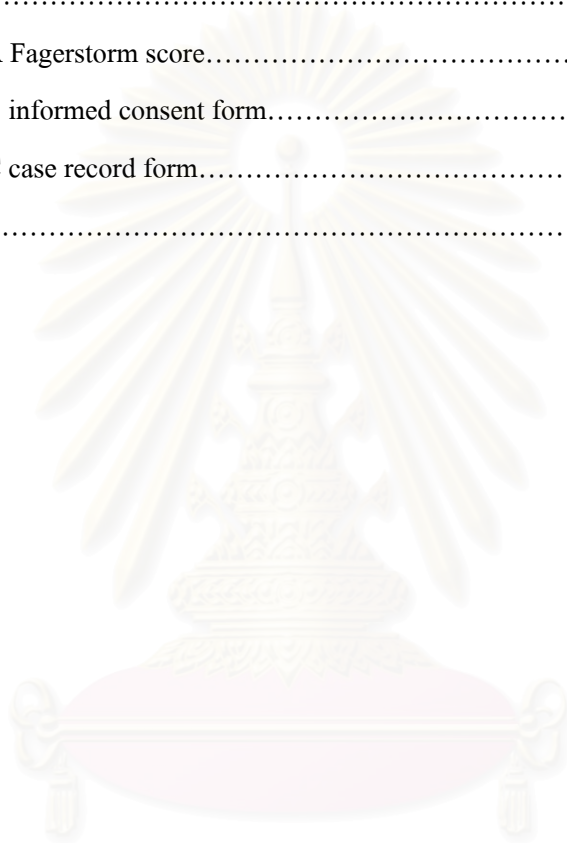 ……………………………………………………………
Fagerstorm score……………………………………
informed consent form……………………………
case record form……………………………………
……………………………………………………………